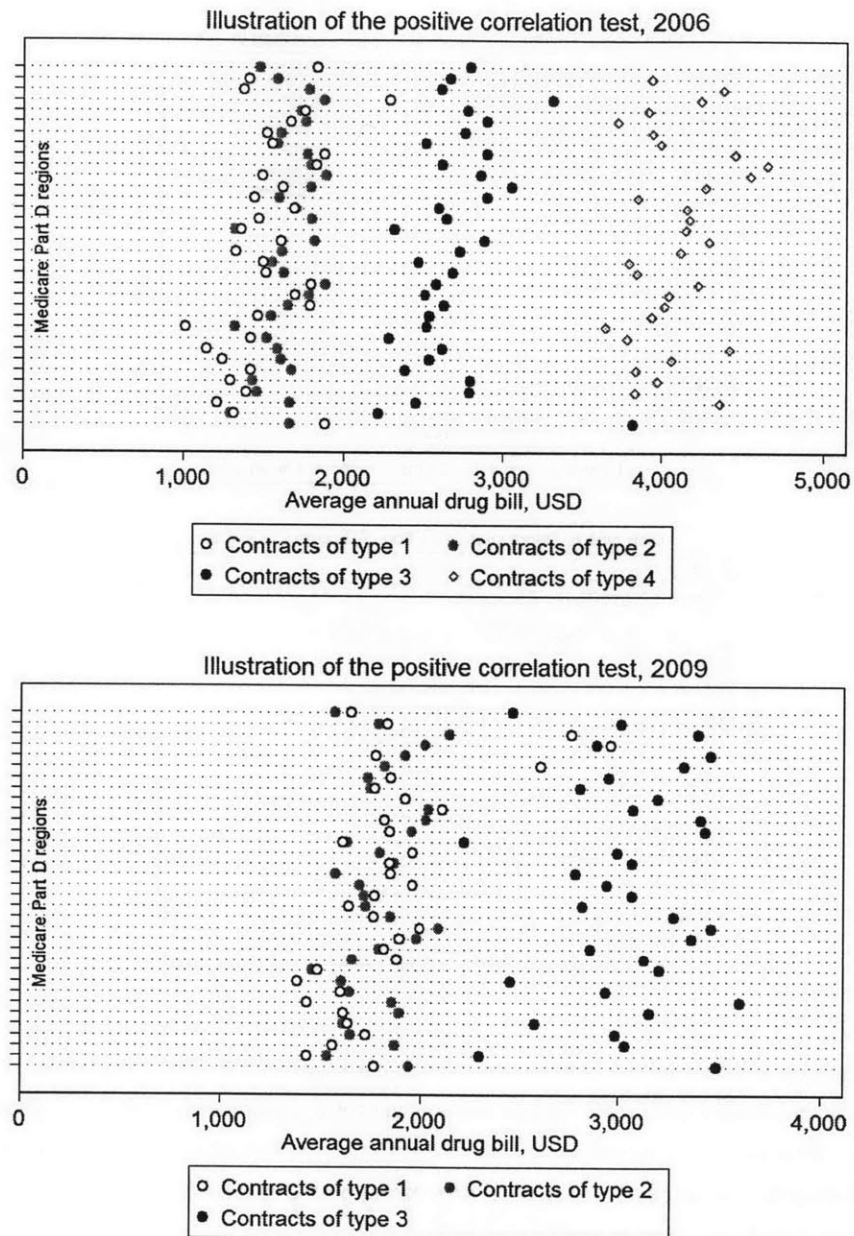 Illustration of the positive correlation test, 2006
Medicare Part D regions
0 1,000 2,000 3,000 4,000 5,000
Average annual drug bill, USD
Contracts of type 1 Contracts of type 2
Contracts of type 3 Contracts of type 4
Illustration of the positive correlation test, 2009
Medicare Part D regions
0 1,000 2,000 3,000 4,000
Average annual drug bill, USD
Contracts of type 1 Contracts of type 2
Contracts of type 3